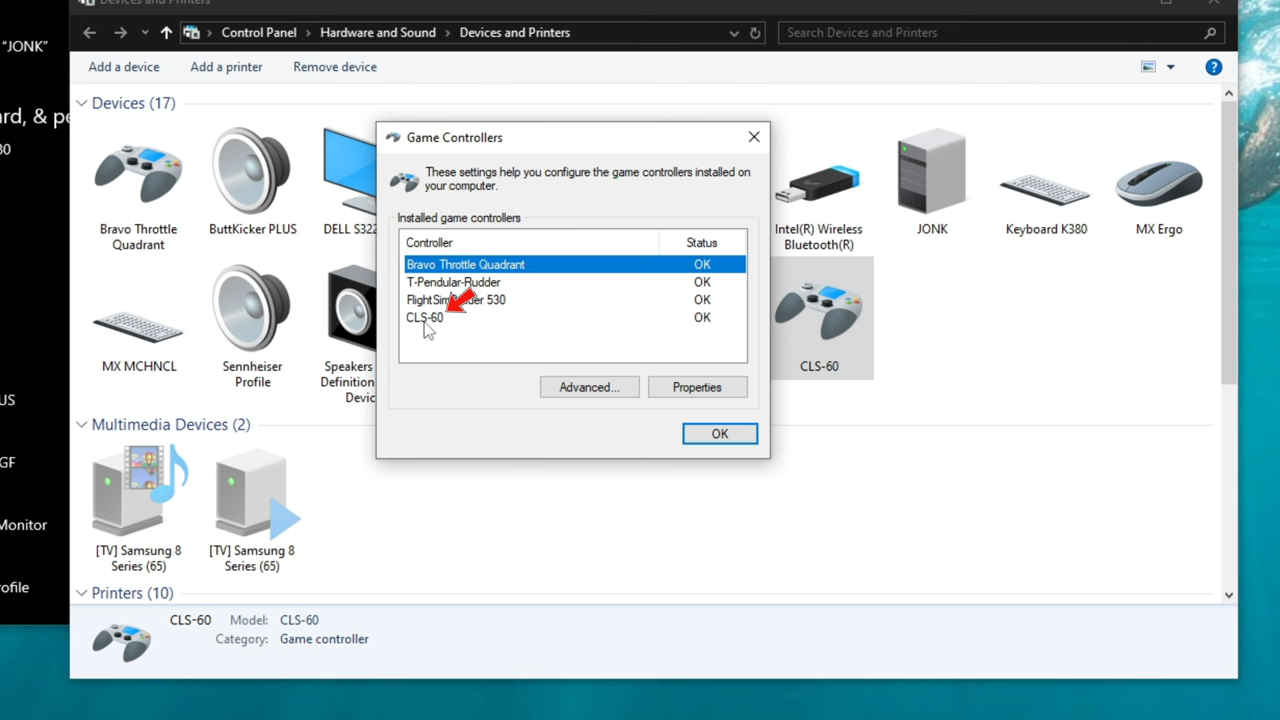 Devices and Printers
"JONK"
Control Panel
Hardware and Sound
Devices and Printers
Search Devices and Printers
Add a device
Add a printer
Remove device
?
Devices (17)
rd, & pe
30
US
GF
Monitor
ofile
Bravo Throttle
Quadrant
ButtKicker PLUS
DELL S322
Intel(R) Wireless
Bluetooth(R)
JONK
Keyboard K380
MX Ergo
MX MCHNCL
Sennheiser
Profile
Speakers
Definition
Devic
CLS-60
Game Controllers
These settings help you configure the game controllers installed on
your computer.
Installed game controllers
Controller Status
Bravo Throttle Quadrant OK
T-Pendular-Rudder OK
530 OK
CLS-60 OK
Advanced...
Properties
OK
Multimedia Devices (2)
[TV] Samsung 8
Series (65)
[TV] Samsung 8
Series (65)
Printers (10)
CLS-60 Model: CLS-60
Category: Game controller